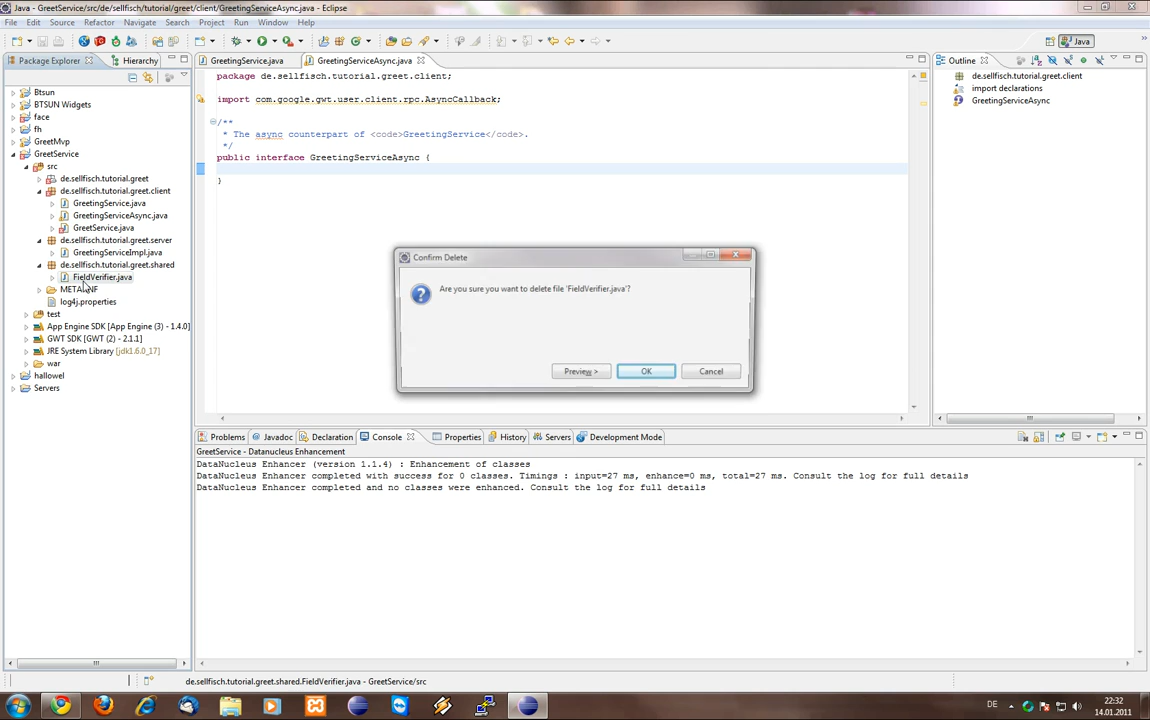 Java - GreetService/src/de/sellfisch/tutorial/greet/client/GreetingServiceAsync.java - Eclipse
File Edit Source Refactor Navigate Search Project Run Window Help
Java
Package Explorer Hierarchy
GreetingService.java GreetingServiceAsync.java
Outline
Btsun
BTSUN Widgets
face
fh
GreetMvp
GreetService
src
de.sellfisch.tutorial.greet
de.sellfisch.tutorial.greet.client
GreetingService.java
GreetingServiceAsync.java
GreetService.java
de.sellfisch.tutorial.greet.server
GreetingServiceImpl.java
de.sellfisch.tutorial.greet.shared
FieldVerifier.java
log4j.properties
test
App Engine SDK [App Engine (3) - 1.4.0]
GWT SDK [GWT (2) - 2.1.1]
JRE System Library [jdk1.6.0_17]
war
hallowel
Servers
package de.sellfisch.tutorial.greet.client;
import com.google.gwt.user.client.rpc.AsyncCallback;
/**
* The async counterpart of <code>GreetingService</code>.
*/
public interface GreetingServiceAsync {
}
de.sellfisch.tutorial.greet.client
import declarations
GreetingServiceAsync
Confirm Delete
Are you sure you want to delete file 'FieldVerifier.java'?
Preview > OK Cancel
Problems Javadoc Declaration Console Properties History Servers Development Mode
GreetService - Datanucleus Enhancement
DataNucleus Enhancer (version 1.1.4) : Enhancement of classes
DataNucleus Enhancer completed with success for 0 classes. Timings : input=27 ms, enhance=0 ms, total=27 ms. Consult the log for full details
DataNucleus Enhancer completed and no classes were enhanced. Consult the log for full details
de.sellfisch.tutorial.greet.shared.FieldVerifier.java - GreetService/src
DE
22:32
14.01.2011